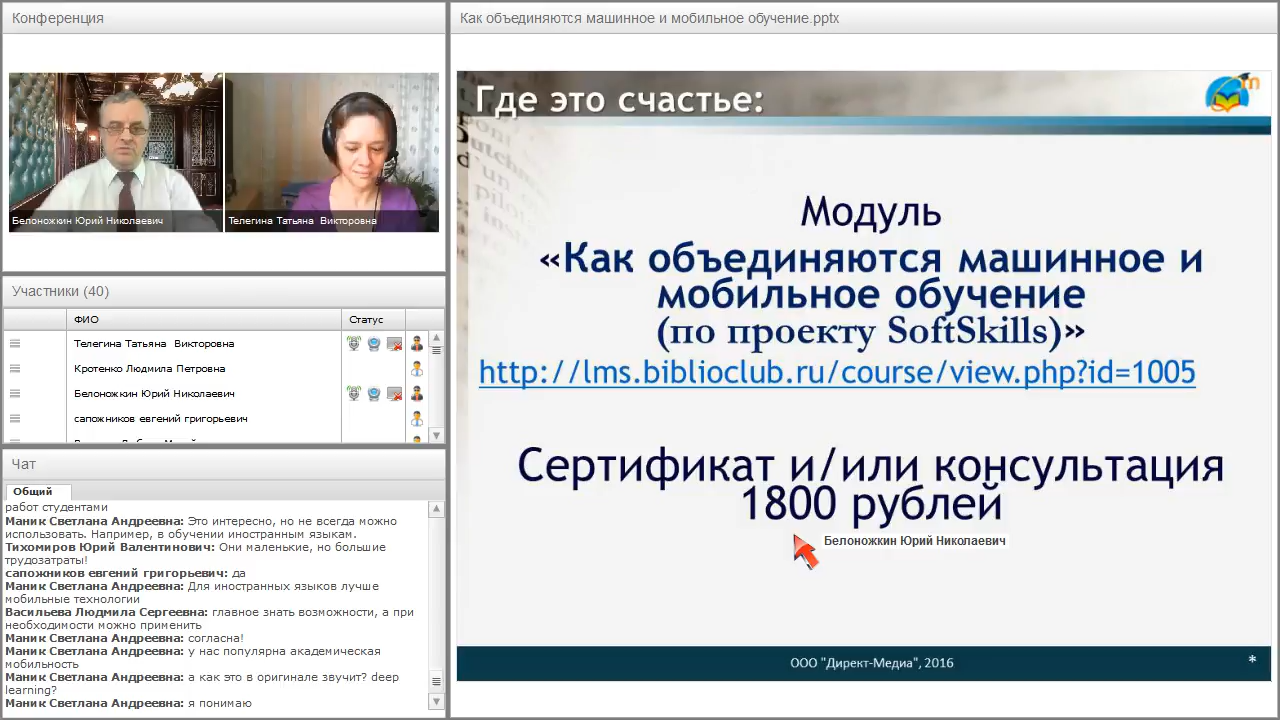 Конференция
Белоножкин Юрий Николаевич
Телегина Татьяна Викторовна
Участники (40)
ФИО
Статус
Телегина Татьяна Викторовна
Кротенко Людмила Петровна
Белоножкин Юрий Николаевич
сапожников евгений григорьевич
Чат
Общий
работ студентами
Маник Светлана Андреевна: Это интересно, но не всегда можно
использовать. Например, в обучении иностранным языкам.
Тихомиров Юрий Валентинович: Они маленькие, но большие
трудозатраты!
сапожников евгений григорьевич: да
Маник Светлана Андреевна: Для иностранных языков лучше
мобильные технологии
Васильева Людмила Сергеевна: главное знать возможности, а при
необходимости можно применить
Маник Светлана Андреевна: согласна!
Маник Светлана Андреевна: у нас популярна академическая
мобильность
Маник Светлана Андреевна: а как это в оригинале звучит? deep
learning?
Маник Светлана Андреевна: я понимаю
Как объединяются машинное и мобильное обучение.pptx
Где это счастье:
Модуль
«Как объединяются машинное и
мобильное обучение
(по проекту SoftSkills)»
http://lms.biblioclub.ru/course/view.php?id=1005
Сертификат и/или консультация
1800 рублей
Белоножкин Юрий Николаевич
ООО "Директ-Медиа", 2016
*